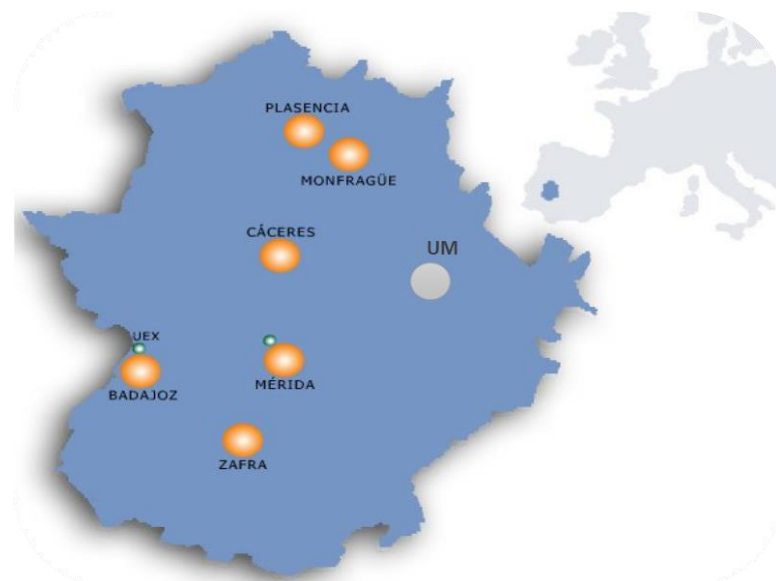 PLASENCIA
MONFRAGÜE
CÁCERES
UM
UEX
BADAJOZ
MÉRIDA
ZAFRA